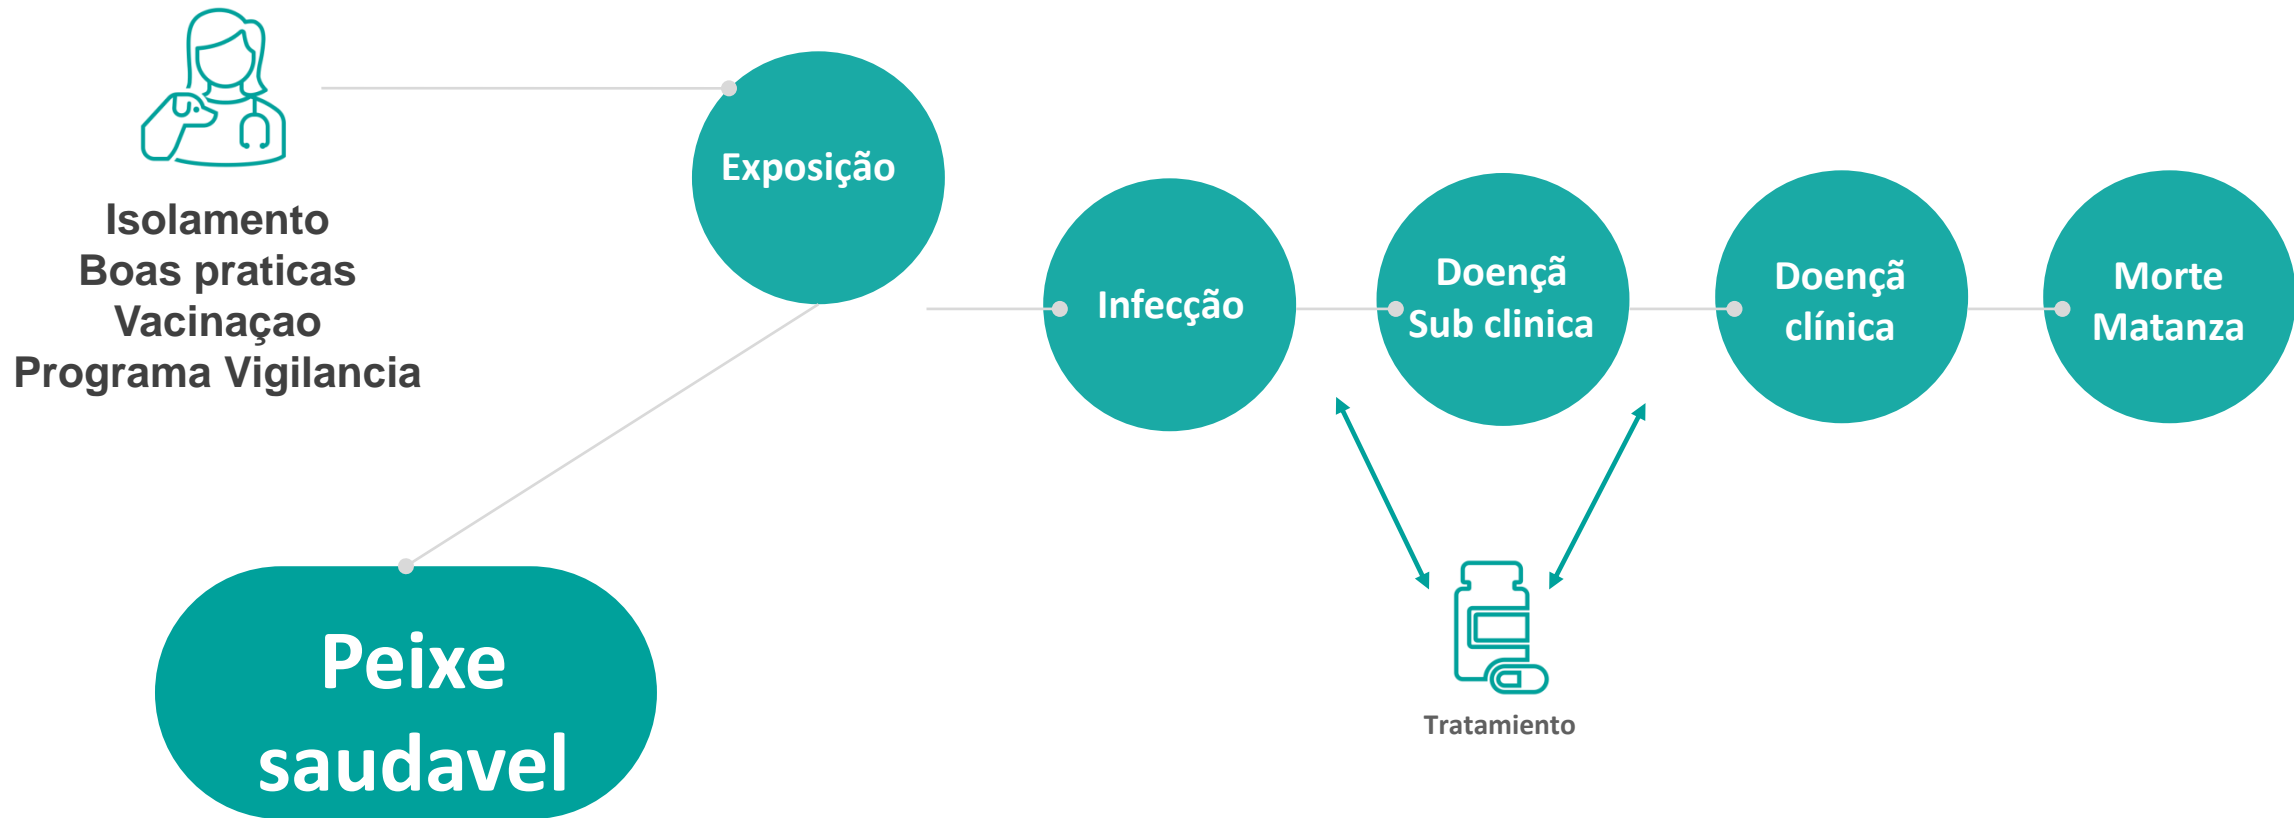 Isolamento
Boas praticas
Vacinaçao
Programa Vigilancia
Exposição
Infecção
Doençã
Sub clinica
Doençã
clínica
Morte
Matanza
Peixe
saudavel
Tratamiento